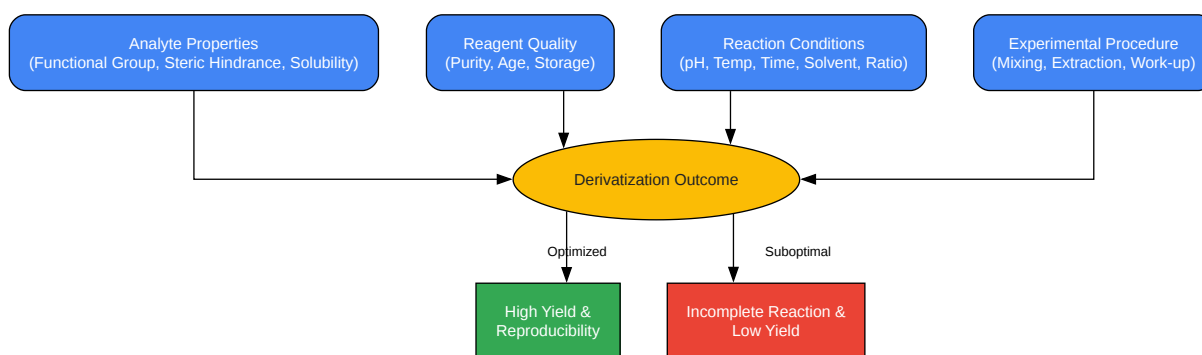 Analyte Properties
(Functional Group, Steric Hindrance, Solubility)
Reagent Quality
(Purity, Age, Storage)
Reaction Conditions
(pH, Temp, Time, Solvent, Ratio)
Experimental Procedure
(Mixing, Extraction, Work-up)
Derivatization Outcome
Optimized
Suboptimal
High Yield &
Reproducibility
Incomplete Reaction &
Low Yield